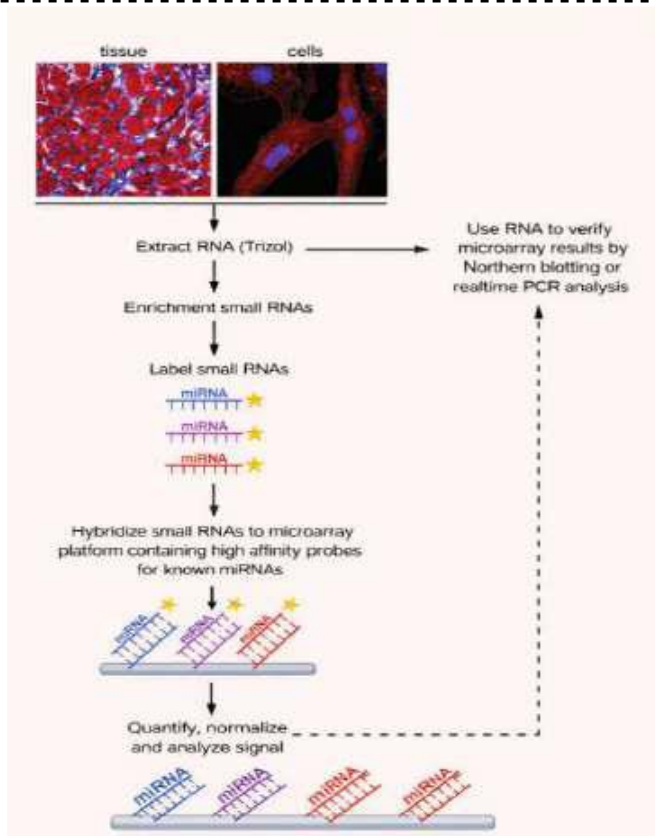 tissue cells
Extract RNA (Trizol)
Use RNA to verify
microarray results by
Northern blotting or
realtime PCR analysis
Enrichment small RNAs
Label small RNAs
miRNA
miRNA
miRNA
Hybridize small RNAs to microarray
platform containing high affinity probes
for known miRNAs
miRNA miRNA miRNA
Quantify, normalize
and analyze signal
miRNA miRNA miRNA miRNA